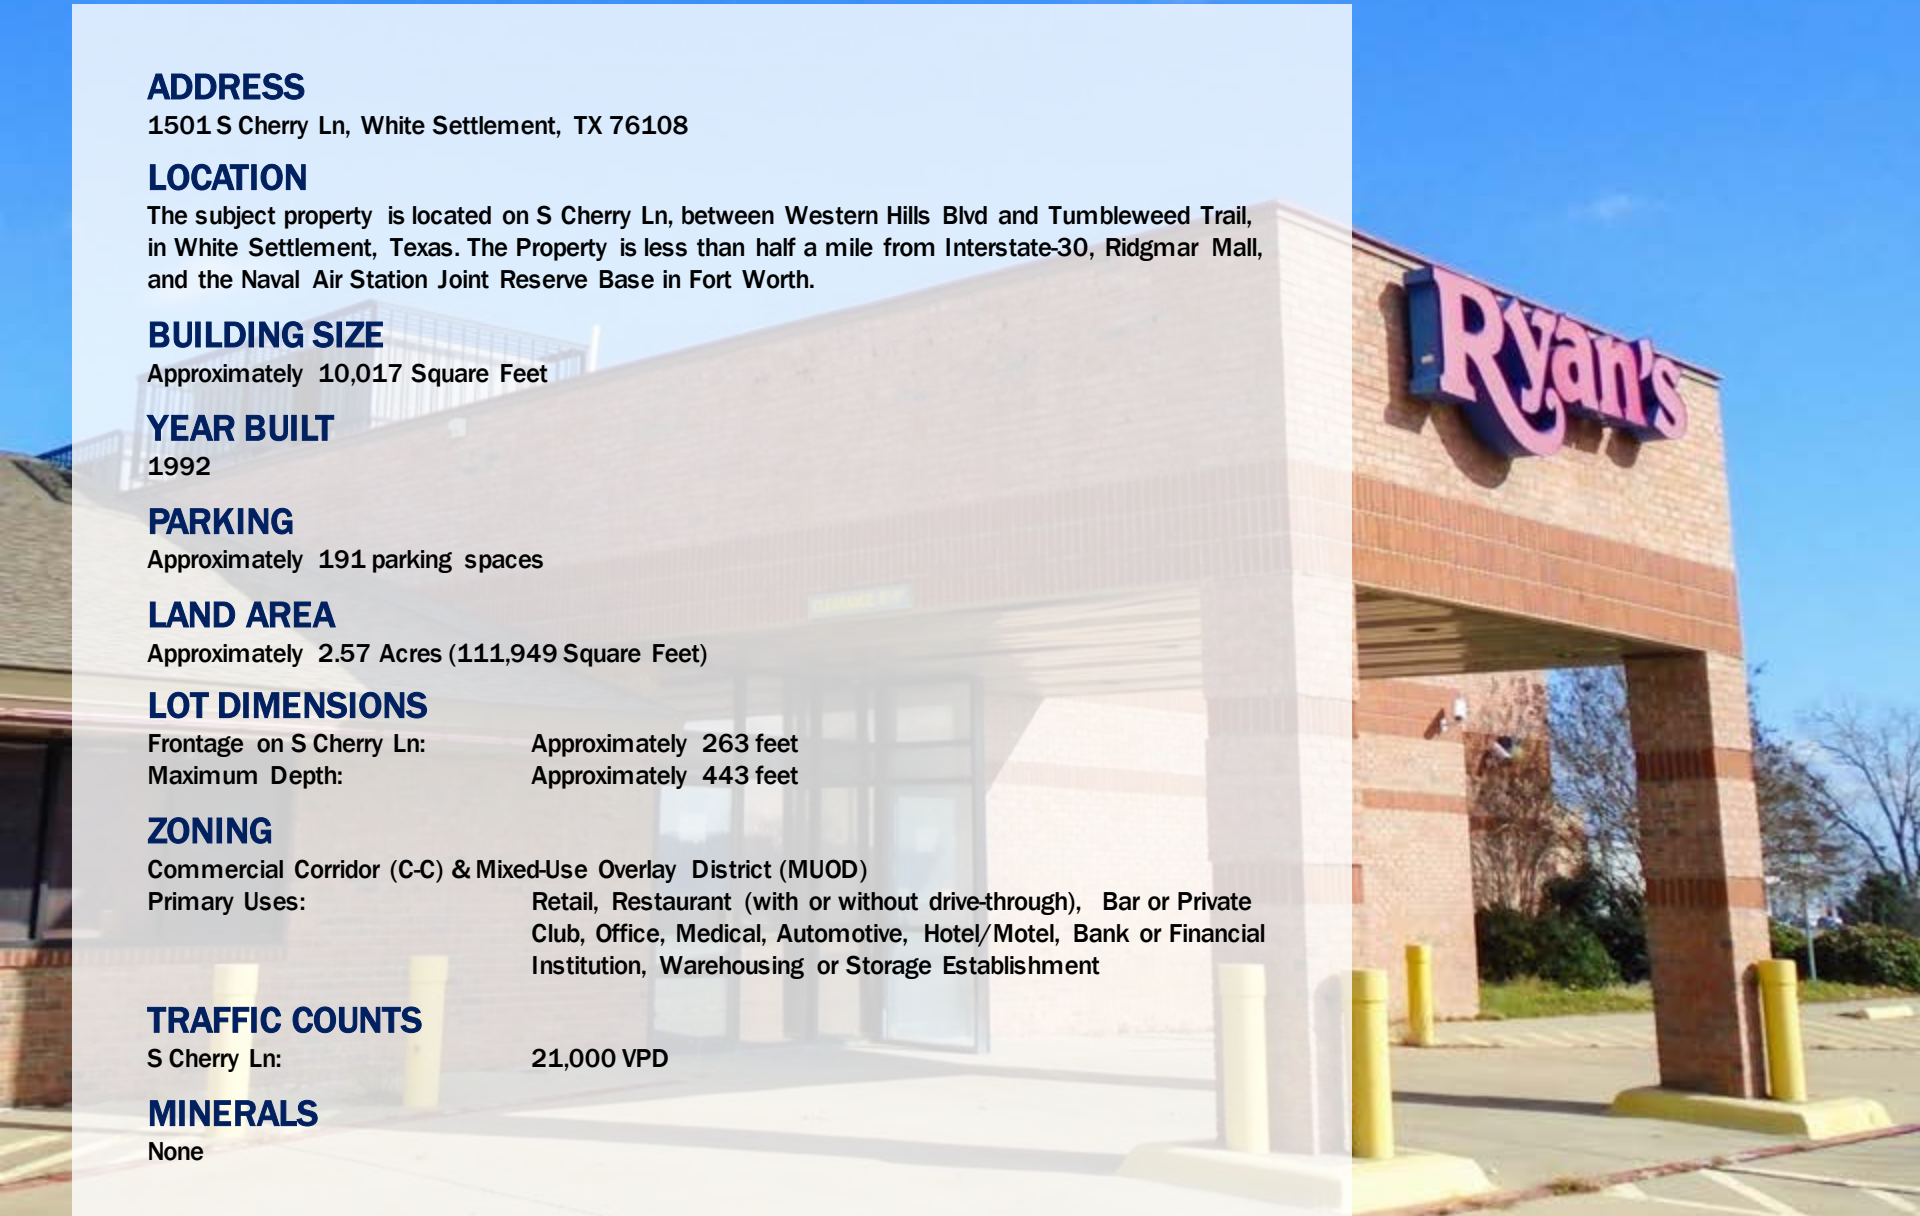 ADDRESS
1501 S Cherry Ln, White Settlement, TX 76108
LOCATION
The subject property is located on S Cherry Ln, between Western Hills Blvd and Tumbleweed Trail,
in White Settlement, Texas. The Property is less than half a mile from Interstate-30, Ridgmar Mall,
and the Naval Air Station Joint Reserve Base in Fort Worth.
BUILDING SIZE
Approximately 10,017 Square Feet
YEAR BUILT
1992
PARKING
Approximately 191 parking spaces
LAND AREA
Approximately 2.57 Acres (111,949 Square Feet)
LOT DIMENSIONS
Frontage on S Cherry Ln: Approximately 263 feet
Maximum Depth: Approximately 443 feet
ZONING
Commercial Corridor (C-C) & Mixed-Use Overlay District (MUOD)
Primary Uses: Retail, Restaurant (with or without drive-through), Bar or Private
Club, Office, Medical, Automotive, Hotel/Motel, Bank or Financial
Institution, Warehousing or Storage Establishment
TRAFFIC COUNTS
S Cherry Ln: 21,000 VPD
MINERALS
None
Ryan's